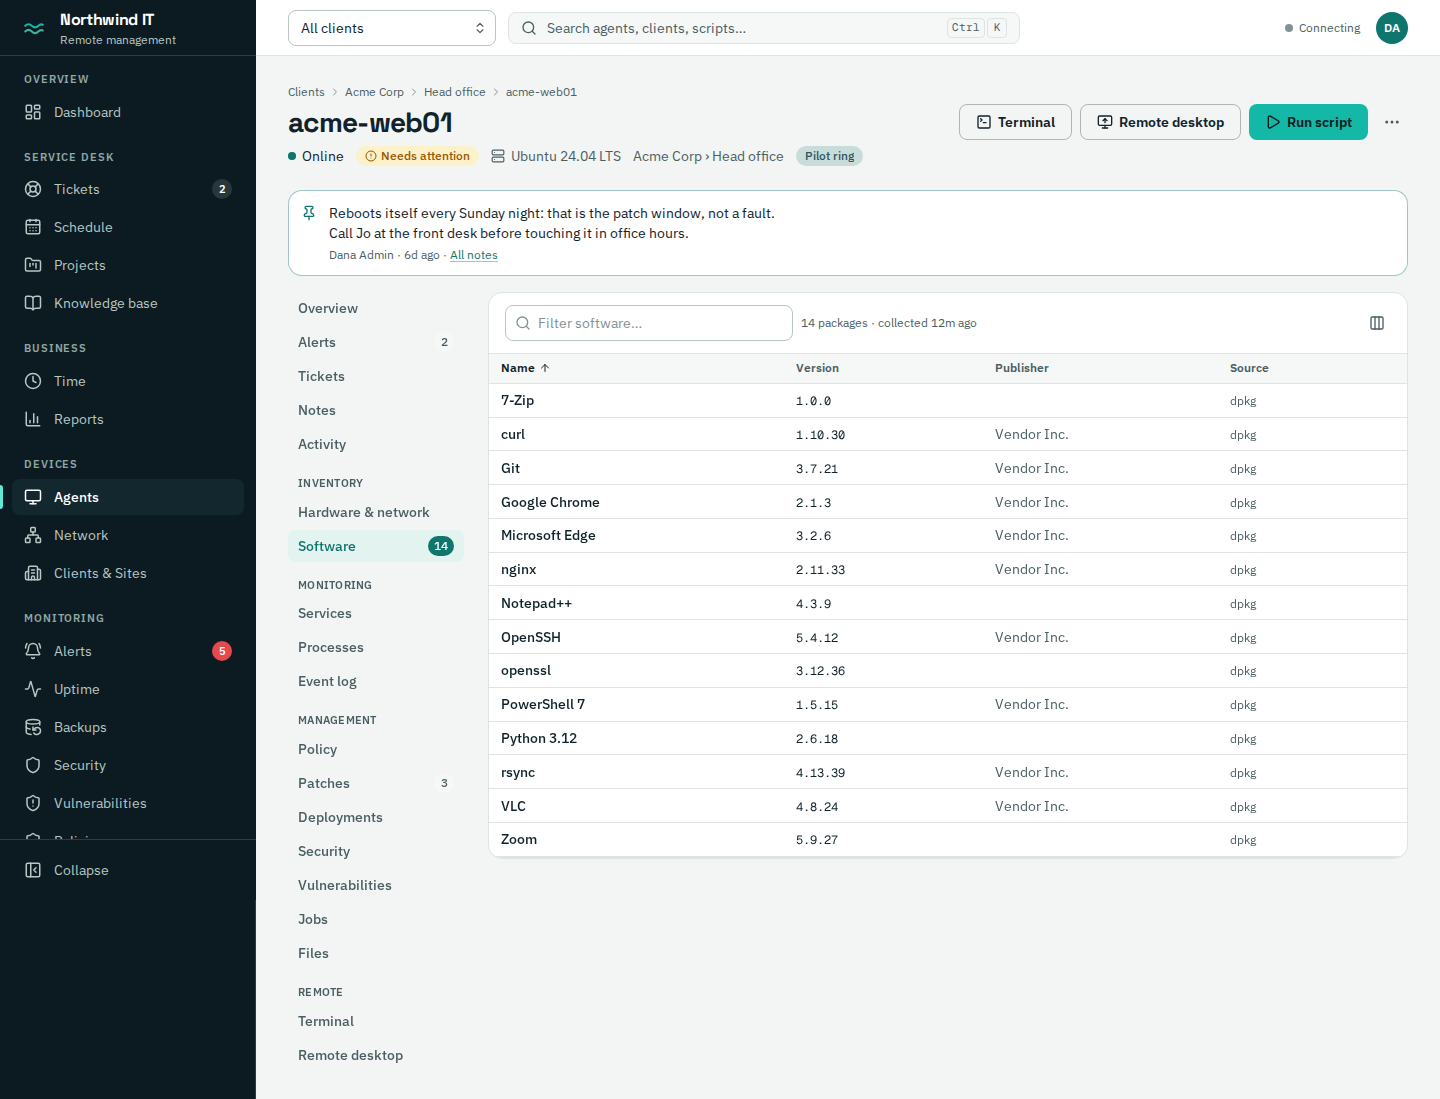 Northwind IT
Remote management
OVERVIEW
Dashboard
SERVICE DESK
Tickets 2
Schedule
Projects
Knowledge base
BUSINESS
Time
Reports
DEVICES
Agents
Network
Clients & Sites
MONITORING
Alerts 5
Uptime
Backups
Security
Vulnerabilities
Collapse
All clients
Search agents, clients, scripts... Ctrl K
Connecting DA
Clients > Acme Corp > Head office > acme-web01
acme-web01
Terminal
Remote desktop
Run script
Online Needs attention Ubuntu 24.04 LTS Acme Corp › Head office Pilot ring
Reboots itself every Sunday night: that is the patch window, not a fault.
Call Jo at the front desk before touching it in office hours.
Dana Admin · 6d ago · All notes
Overview
Alerts 2
Tickets
Notes
Activity
INVENTORY
Hardware & network
Software 14
MONITORING
Services
Processes
Event log
MANAGEMENT
Policy
Patches 3
Deployments
Security
Vulnerabilities
Jobs
Files
REMOTE
Terminal
Remote desktop
Filter software... 14 packages · collected 12m ago
Name Version Publisher Source
7-Zip 1.0.0 dpkg
curl 1.10.30 Vendor Inc. dpkg
Git 3.7.21 Vendor Inc. dpkg
Google Chrome 2.1.3 Vendor Inc. dpkg
Microsoft Edge 3.2.6 Vendor Inc. dpkg
nginx 2.11.33 Vendor Inc. dpkg
Notepad++ 4.3.9 dpkg
OpenSSH 5.4.12 Vendor Inc. dpkg
openssl 3.12.36 dpkg
PowerShell 7 1.5.15 Vendor Inc. dpkg
Python 3.12 2.6.18 dpkg
rsync 4.13.39 Vendor Inc. dpkg
VLC 4.8.24 Vendor Inc. dpkg
Zoom 5.9.27 dpkg